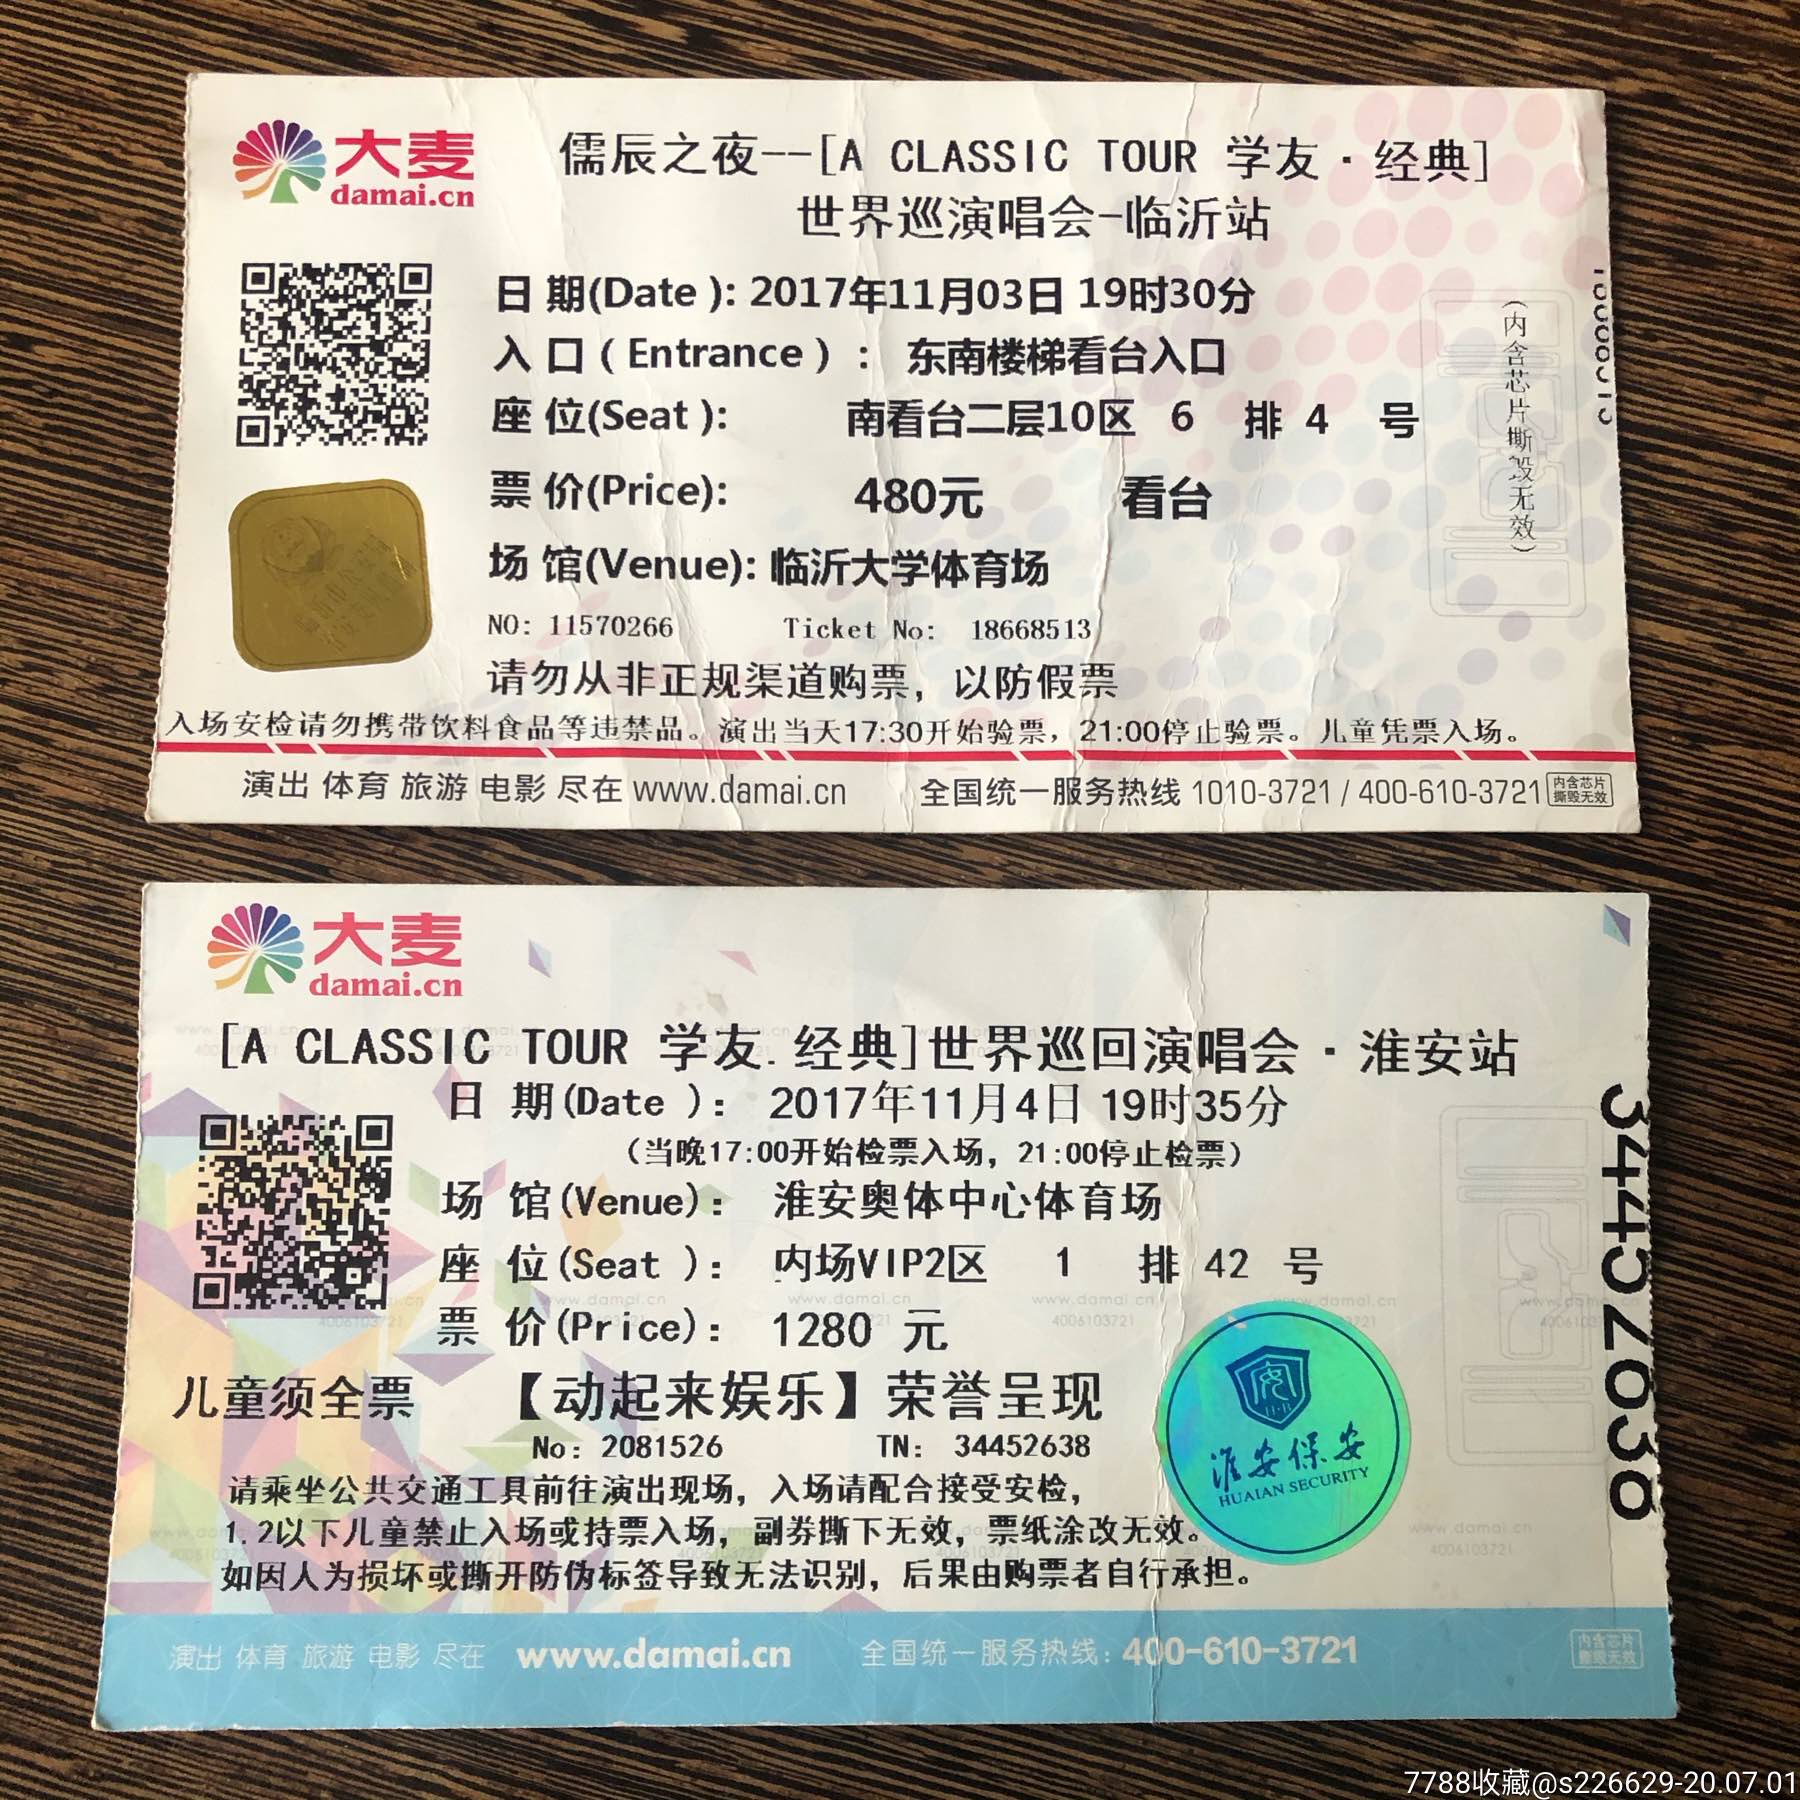 大麦
damai.cn
儒辰之夜--[A CLASSIC TOUR 学友·经典]
世界巡演唱会-临沂站
日 期(Date ): 2017年11月03日 19时30分
入 口 ( Entrance ) : 东南楼梯看台入口
座 位(Seat ): 南看台二层10区 6 排 4 号
票 价(Price): 480元 看台
场 馆(Venue): 临沂大学体育场
NO: 11570266 Ticket No: 18668513
请勿从非正规渠道购票，以防假票
入场安检请勿携带饮料食品等违禁品。演出当天17:30开始验票，21:00停止验票。儿童凭票入场。
演出 体育 旅游 电影 尽在 www.damai.cn 全国统一服务热线 1010-3721 / 400-610-3721 内含芯片 撕毁无效
(内含芯片撕毁无效)
大麦
damai.cn
[A CLASS C TOUR 学友.经典]世界巡回演唱会·淮安站
日 期(Date ): 2017年11月4日 19时35分
(当晚17:00开始检票入场，21:00停止检票)
场 馆(Venue): 淮安奥体中心体育场
座 位(Seat ): 内场VIP2区 1 排 42 号
票 价(Price): 1280 元
儿童须全票 【动起来娱乐】荣誉呈现
No: 2081526 TN: 34452638
请乘坐公共交通工具前往演出现场，入场请配合接受安检，
1.2以下儿童禁止入场或持票入场，副券撕下无效，票纸涂改无效。
如因人为损坏或撕开防伪标签导致无法识别，后果由购票者自行承担。
淮安保安
HUAIAN SECURITY
34452638
演出 体育 旅游 电影 尽在 www.damai.cn 全国统一服务热线: 400-610-3721 内含芯片 撕毁无效
7788收藏@s226629-20.07.01